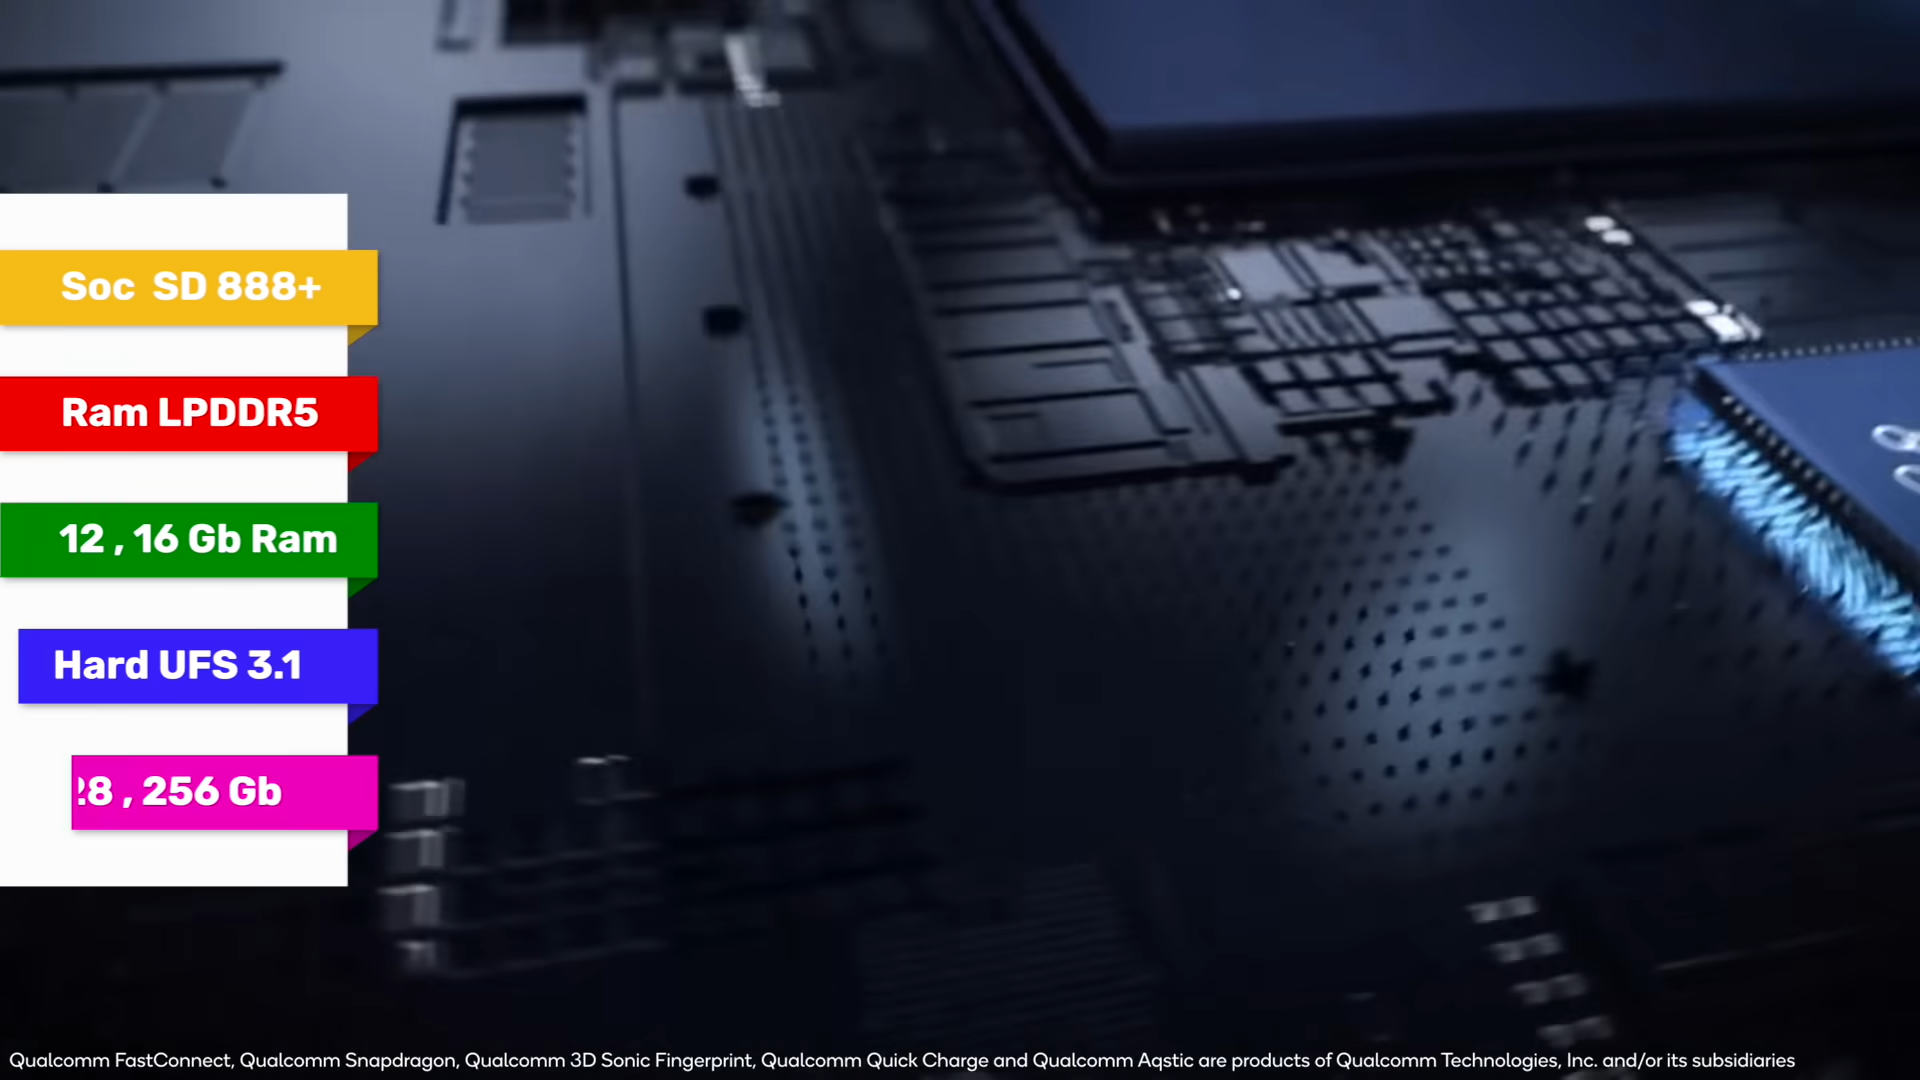 Soc SD 888+
Ram LPDDR5
12 , 16 Gb Ram
Hard UFS 3.1
28 , 256 Gb
Qualcomm FastConnect, Qualcomm Snapdragon, Qualcomm 3D Sonic Fingerprint, Qualcomm Quick Charge and Qualcomm Aqstic are products of Qualcomm Technologies, Inc. and/or its subsidiaries